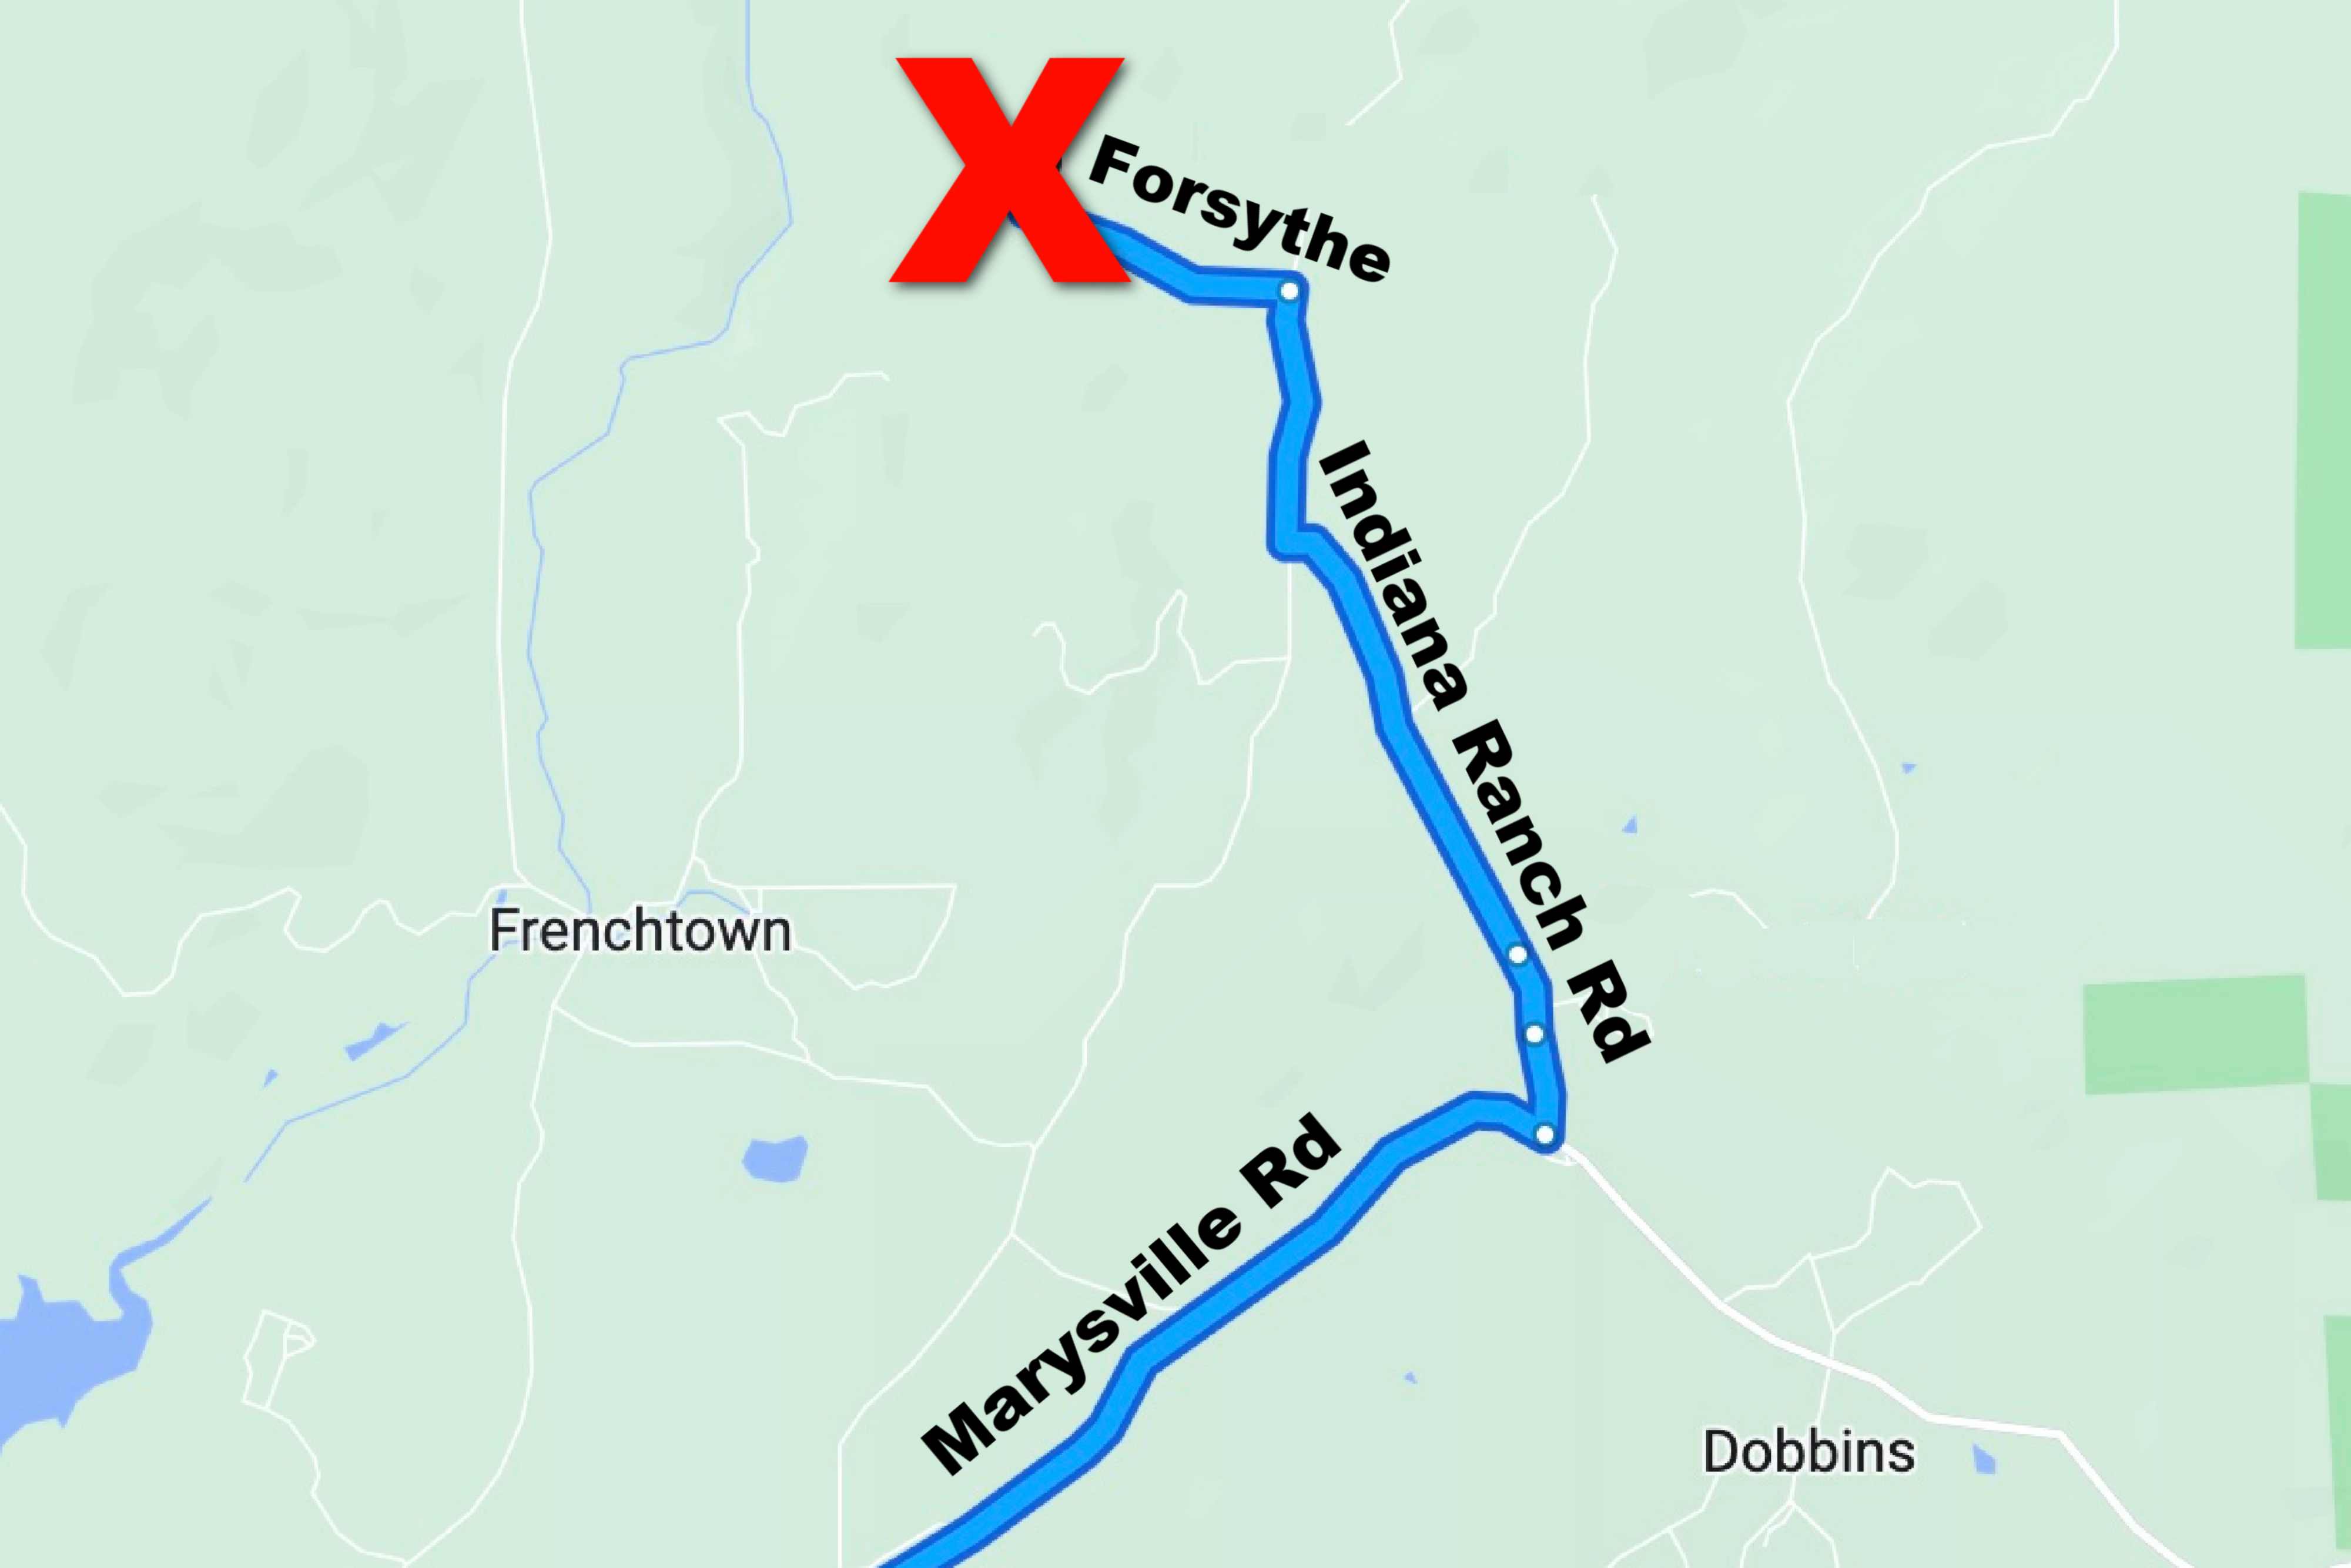 X
Forsythe
Indiana Ranch Rd
Frenchtown
Marysville Rd
Dobbins